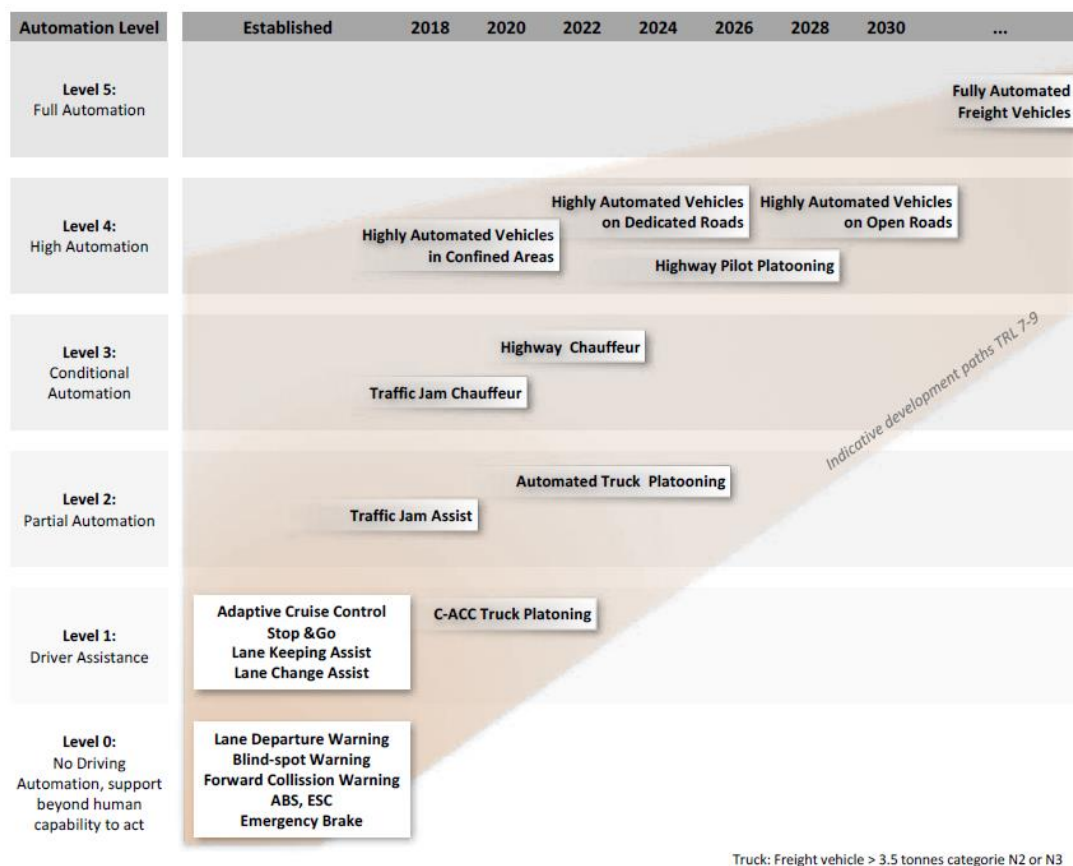 Automation Level Established 2018 2020 2022 2024 2026 2028 2030 ...
Level 5:
Full Automation
Fully Automated
Freight Vehicles
Level 4:
High Automation
Highly Automated Vehicles
in Confined Areas
Highly Automated Vehicles
on Dedicated Roads
Highly Automated Vehicles
on Open Roads
Highway Pilot Platooning
Level 3:
Conditional
Automation
Highway Chauffeur
Traffic Jam Chauffeur
Indicative development paths TRL 7-9
Level 2:
Partial Automation
Automated Truck Platooning
Traffic Jam Assist
Level 1:
Driver Assistance
Adaptive Cruise Control
Stop &Go
Lane Keeping Assist
Lane Change Assist
C-ACC Truck Platoning
Level 0:
No Driving
Automation, support
beyond human
capability to act
Lane Departure Warning
Blind-spot Warning
Forward Collission Warning
ABS, ESC
Emergency Brake
Truck: Freight vehicle > 3.5 tonnes categorie N2 or N3